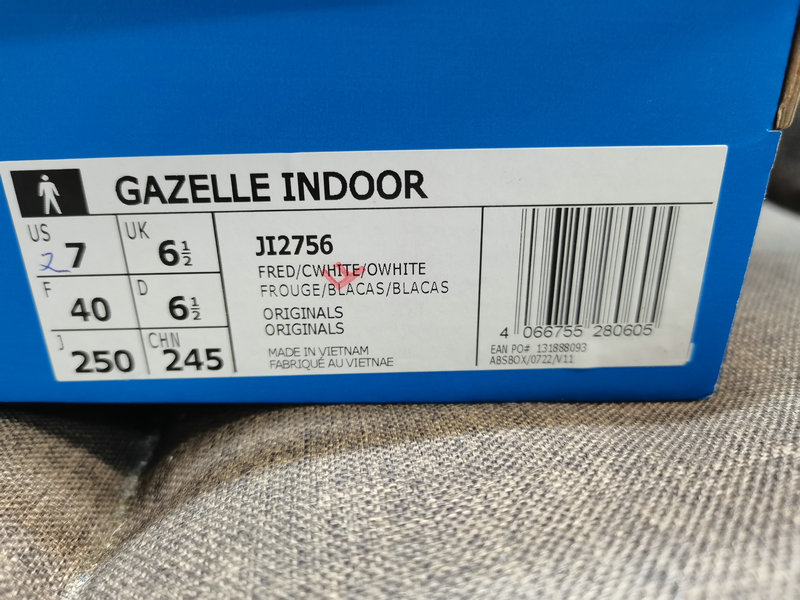 GAZELLE INDOOR
US 7 UK 6½
2
F 40 D 6½
J 250 CHN 245
JI2756
FRED/CWHITE/OWHITE
FROUGE/BLACAS/BLACAS
ORIGINALS
ORIGINALS
MADE IN VIETNAM
FABRIQUÉ AU VIETNAE
4 066755 280605
EAN PO# 131888093
ABSBOX/0722/V11